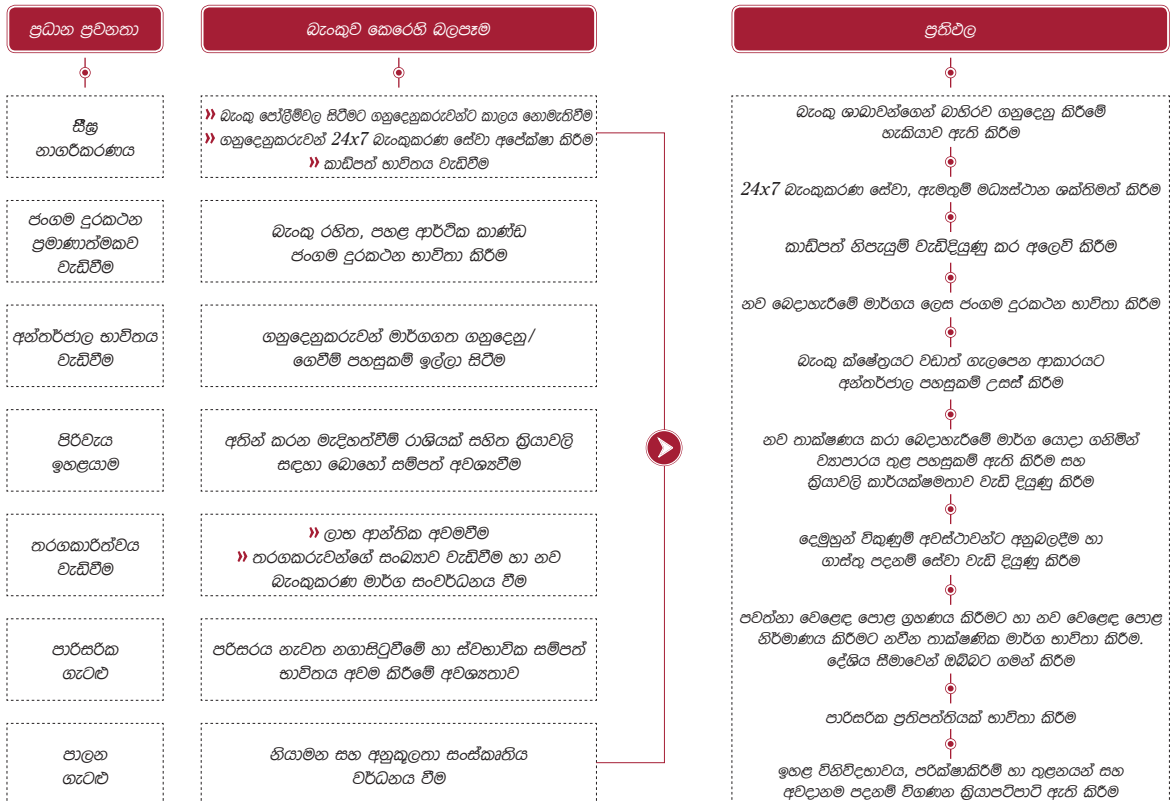 ප්‍රධාන ප්‍රවනතා
බැංකුව කෙරෙහි බලපෑම
ප්‍රතිඵල
සීඝ්‍ර
නාගරීකරණය
» බැංකු පෝලිම්වල සිටීමට ගනුදෙනුකරුවන්ට කාලය නොමැතිවීම
» ගනුදෙනුකරුවන් 24x7 බැංකුකරණ සේවා අපේක්ෂා කිරීම
» කාඩ්පත් භාවිතය වැඩිවීම
ජංගම දුරකථන
ප්‍රමාණාත්මකව
වැඩිවීම
බැංකු රහිත, පහළ ආර්ථික කාණ්ඩ
ජංගම දුරකථන භාවිතා කිරීම
අන්තර්ජාල භාවිතය
වැඩිවීම
ගනුදෙනුකරුවන් මාර්ගගත ගනුදෙනු/
ගෙවීම් පහසුකම් ඉල්ලා සිටීම
පිරිවැය
ඉහළයාම
අතින් කරන මැදිහත්වීම් රාශියක් සහිත ක්‍රියාවලි
සඳහා බොහෝ සම්පත් අවශ්‍යවීම
තරගකාරිත්වය
වැඩිවීම
» ලාභ ආන්තික අවමවීම
» තරගකරුවන්ගේ සංඛ්‍යාව වැඩිවීම හා නව
බැංකුකරණ මාර්ග සංවර්ධනය වීම
පාරිසරික
ගැටළු
පරිසරය නැවත නගාසිටුවීමේ හා ස්වභාවික සම්පත්
භාවිතය අවම කිරීමේ අවශ්‍යතාව
පාලන
ගැටළු
නියාමන සහ අනුකූලතා සංස්කෘතිය
වර්ධනය වීම
බැංකු ශාඛාවන්ගෙන් බාහිරව ගනුදෙනු කිරීමේ
හැකියාව ඇති කිරීම
24x7 බැංකුකරණ සේවා, ඇමතුම් මධ්‍යස්ථාන ශක්තිමත් කිරීම
කාඩ්පත් නිපැයුම් වැඩිදියුණු කර අලෙවි කිරීම
නව බෙදාහැරීමේ මාර්ගය ලෙස ජංගම දුරකථන භාවිතා කිරීම
බැංකු ක්ෂේත්‍රයට වඩාත් ගැලපෙන ආකාරයට
අන්තර්ජාල පහසුකම් උසස් කිරීම
නව තාක්ෂණය කරා බෙදාහැරීමේ මාර්ග යොදා ගනිමින්
ව්‍යාපාරය තුළ පහසුකම් ඇති කිරීම සහ
ක්‍රියාවලි කාර්යක්ෂමතාව වැඩි දියුණු කිරීම
දෙමුහුන් විකුණුම් අවස්ථාවන්ට අනුබලදීම හා
ගාස්තු පදනම් සේවා වැඩි දියුණු කිරීම
පවත්නා වෙළෙඳ පොළ ග්‍රහණය කිරීමට හා නව වෙළෙඳ පොළ
නිර්මාණය කිරීමට නවීන තාක්ෂණික මාර්ග භාවිතා කිරීම.
දේශිය සීමාවෙන් ඔබ්බට ගමන් කිරීම
පාරිසරික ප්‍රතිපත්තියක් භාවිතා කිරීම
ඉහළ විනිවිදභාවය, පරික්ෂාකිරීම් හා තුළනයන් සහ
අවදානම පදනම් විගණන ක්‍රියාපටිපාටි ඇති කිරීම